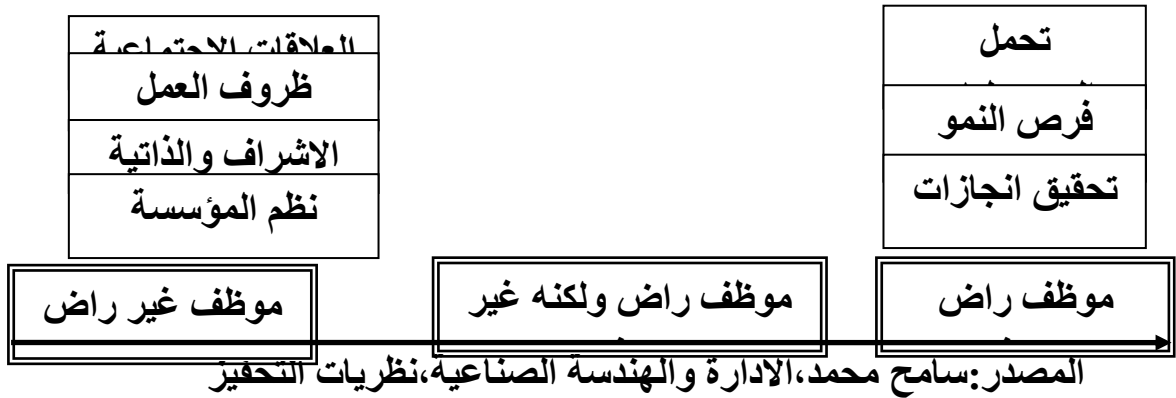 تحمل
فرص النمو
تحقيق انجازات
العلاقات الاجتماعية
ظروف العمل
الاشراف والذاتية
نظم المؤسسة
موظف راض
موظف راض ولكنه غير
موظف غير راض
المصدر:سامح محمد،الادارة والهندسة الصناعية،نظريات التحفيز